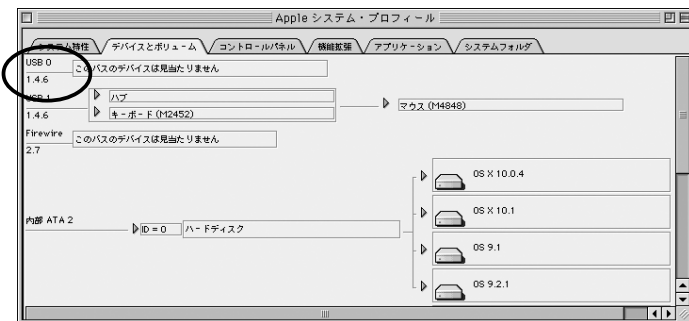 Apple システム・プロフィール
システム特性 デバイスとボリューム コントロールパネル 機能拡張 アプリケーション システムフォルダ
USB 0
このバスのデバイスは見当たりません
1.4.6
USB 1
ハブ
マウス (M4848)
1.4.6
キーボード (M2452)
Firewire
このバスのデバイスは見当たりません
2.7
OS X 10.0.4
OS X 10.1
内部 ATA 2
ID = 0 ハードディスク
OS 9.1
OS 9.2.1